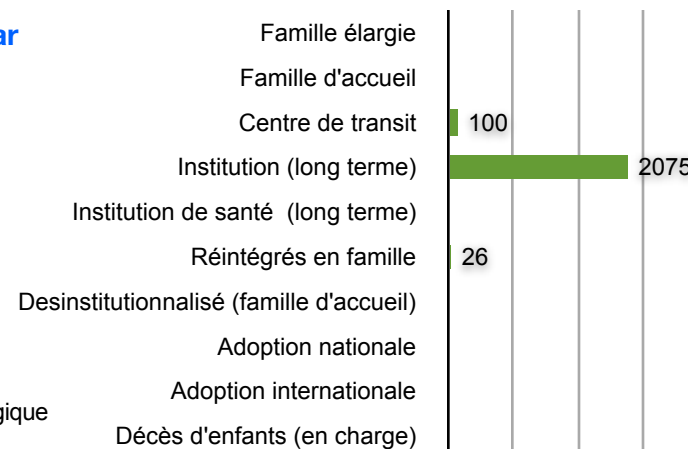 Famille élargie
Famille d'accueil
Centre de transit
100
Institution (long terme)
2075
Institution de santé (long terme)
Réintégrés en famille
26
Desinstitutionnalisé (famille d'accueil)
Adoption nationale
Adoption internationale
Décès d'enfants (en charge)